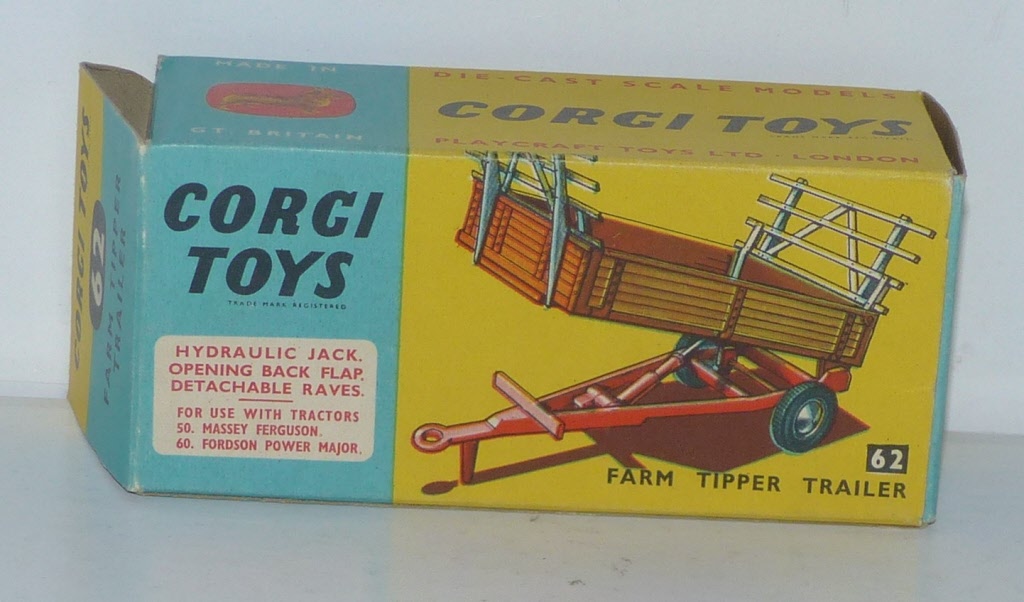 MADE IN
GT. BRITAIN
DIE-CAST SCALE MODELS
CORGI TOYS
PLAYCRAFT TOYS LTD · LONDON
CORGI TOYS
62
FARM TIPPER
TRAILER
CORGI
TOYS
TRADE MARK REGISTERED
HYDRAULIC JACK.
OPENING BACK FLAP.
DETACHABLE RAVES.
FOR USE WITH TRACTORS
50. MASSEY FERGUSON.
60. FORDSON POWER MAJOR.
62
FARM TIPPER TRAILER